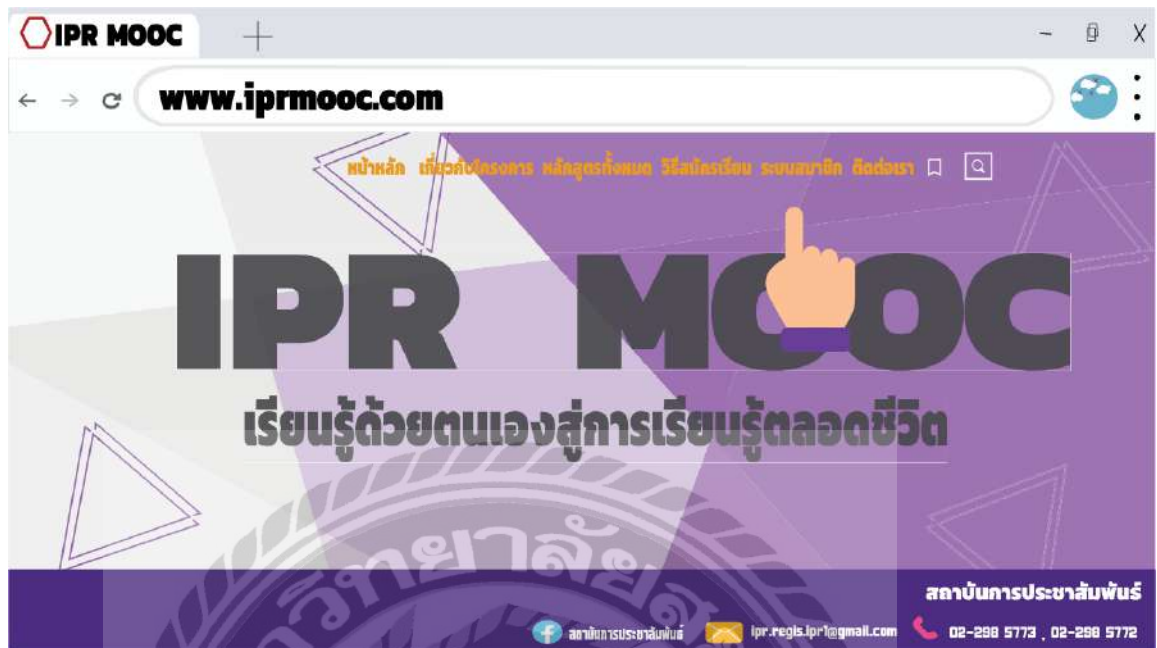 IPR MOOC
www.iprmooc.com
หน้าหลัก เกี่ยวกับโครงการ หลักสูตรทั้งหมด วิธีสมัครเรียน ระบบสมาชิก ติดต่อเรา
IPR MOOC
เรียนรู้ด้วยตนเองสู่การเรียนรู้ตลอดชีวิต
วิทยาลัยส
สถาบันการประชาสัมพันธ์
สถาบันการประชาสัมพันธ์ ipr.regis.ipr1@gmail.com 02-298 5773 , 02-298 5772